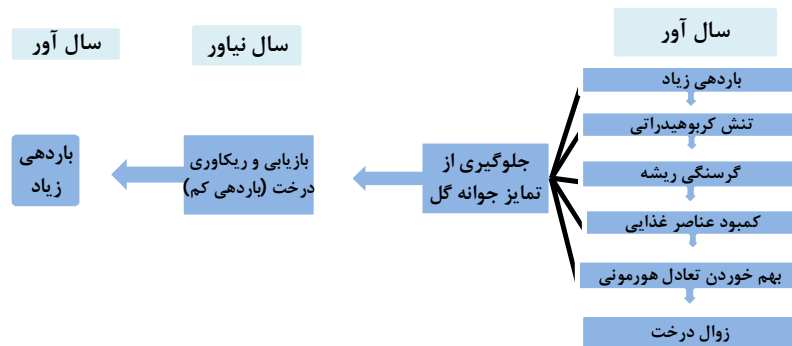 سال آور
سال نیاور
سال آور
باردهی زیاد
تنش کربوهیدراتی
گرسنگی ریشه
کمبود عناصر غذایی
بهم خوردن تعادل هورمونی
زوال درخت
جلوگیری از
تمایز جوانه گل
بازیابی و ریکاوری
درخت (باردهی کم)
باردهی
زیاد